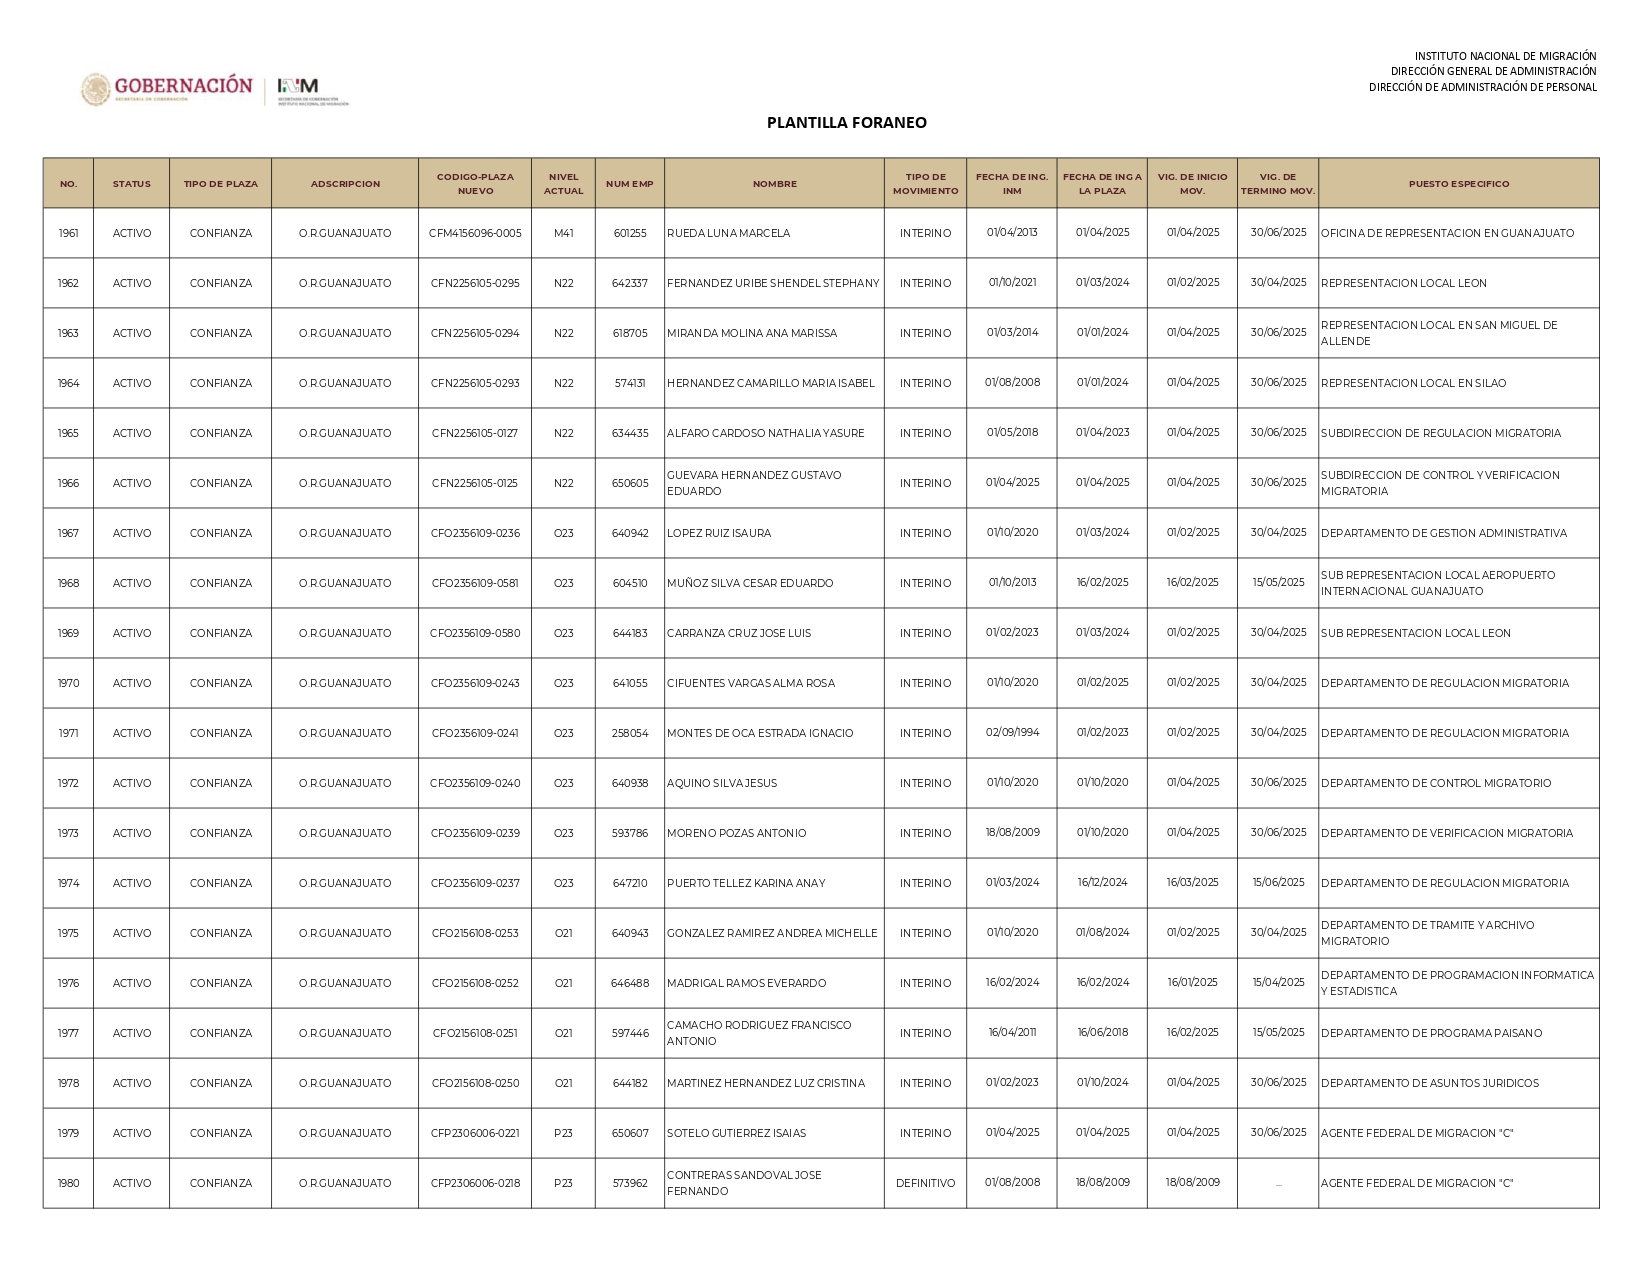 INSTITUTO NACIONAL DE MIGRACIÓN
DIRECCIÓN GENERAL DE ADMINISTRACIÓN
DIRECCIÓN DE ADMINISTRACIÓN DE PERSONAL
GOBERNACIÓN
SECRETARÍA DE GOBERNACIÓN
INM
SECRETARÍA DE GOBERNACIÓN
INSTITUTO NACIONAL DE MIGRACIÓN
PLANTILLA FORANEO
NO. STATUS TIPO DE PLAZA ADSCRIPCION CODIGO-PLAZA NUEVO NIVEL ACTUAL NUM EMP NOMBRE TIPO DE MOVIMIENTO FECHA DE ING. INM FECHA DE ING A LA PLAZA VIG. DE INICIO MOV. VIG. DE TERMINO MOV. PUESTO ESPECIFICO
1961 ACTIVO CONFIANZA O.R.GUANAJUATO CFM4156096-0005 M41 601255 RUEDA LUNA MARCELA INTERINO 01/04/2013 01/04/2025 01/04/2025 30/06/2025 OFICINA DE REPRESENTACION EN GUANAJUATO
1962 ACTIVO CONFIANZA O.R.GUANAJUATO CFN2256105-0295 N22 642337 FERNANDEZ URIBE SHENDEL STEPHANY INTERINO 01/10/2021 01/03/2024 01/02/2025 30/04/2025 REPRESENTACION LOCAL LEON
1963 ACTIVO CONFIANZA O.R.GUANAJUATO CFN2256105-0294 N22 618705 MIRANDA MOLINA ANA MARISSA INTERINO 01/03/2014 01/01/2024 01/04/2025 30/06/2025 REPRESENTACION LOCAL EN SAN MIGUEL DE ALLENDE
1964 ACTIVO CONFIANZA O.R.GUANAJUATO CFN2256105-0293 N22 574131 HERNANDEZ CAMARILLO MARIA ISABEL INTERINO 01/08/2008 01/01/2024 01/04/2025 30/06/2025 REPRESENTACION LOCAL EN SILAO
1965 ACTIVO CONFIANZA O.R.GUANAJUATO CFN2256105-0127 N22 634435 ALFARO CARDOSO NATHALIA YASURE INTERINO 01/05/2018 01/04/2023 01/04/2025 30/06/2025 SUBDIRECCION DE REGULACION MIGRATORIA
1966 ACTIVO CONFIANZA O.R.GUANAJUATO CFN2256105-0125 N22 650605 GUEVARA HERNANDEZ GUSTAVO EDUARDO INTERINO 01/04/2025 01/04/2025 01/04/2025 30/06/2025 SUBDIRECCION DE CONTROL Y VERIFICACION MIGRATORIA
1967 ACTIVO CONFIANZA O.R.GUANAJUATO CFO2356109-0236 O23 640942 LOPEZ RUIZ ISAURA INTERINO 01/10/2020 01/03/2024 01/02/2025 30/04/2025 DEPARTAMENTO DE GESTION ADMINISTRATIVA
1968 ACTIVO CONFIANZA O.R.GUANAJUATO CFO2356109-0581 O23 604510 MUÑOZ SILVA CESAR EDUARDO INTERINO 01/10/2013 16/02/2025 16/02/2025 15/05/2025 SUB REPRESENTACION LOCAL AEROPUERTO INTERNACIONAL GUANAJUATO
1969 ACTIVO CONFIANZA O.R.GUANAJUATO CFO2356109-0580 O23 644183 CARRANZA CRUZ JOSE LUIS INTERINO 01/02/2023 01/03/2024 01/02/2025 30/04/2025 SUB REPRESENTACION LOCAL LEON
1970 ACTIVO CONFIANZA O.R.GUANAJUATO CFO2356109-0243 O23 641055 CIFUENTES VARGAS ALMA ROSA INTERINO 01/10/2020 01/02/2025 01/02/2025 30/04/2025 DEPARTAMENTO DE REGULACION MIGRATORIA
1971 ACTIVO CONFIANZA O.R.GUANAJUATO CFO2356109-0241 O23 258054 MONTES DE OCA ESTRADA IGNACIO INTERINO 02/09/1994 01/02/2023 01/02/2025 30/04/2025 DEPARTAMENTO DE REGULACION MIGRATORIA
1972 ACTIVO CONFIANZA O.R.GUANAJUATO CFO2356109-0240 O23 640938 AQUINO SILVA JESUS INTERINO 01/10/2020 01/10/2020 01/04/2025 30/06/2025 DEPARTAMENTO DE CONTROL MIGRATORIO
1973 ACTIVO CONFIANZA O.R.GUANAJUATO CFO2356109-0239 O23 593786 MORENO POZAS ANTONIO INTERINO 18/08/2009 01/10/2020 01/04/2025 30/06/2025 DEPARTAMENTO DE VERIFICACION MIGRATORIA
1974 ACTIVO CONFIANZA O.R.GUANAJUATO CFO2356109-0237 O23 647210 PUERTO TELLEZ KARINA ANAY INTERINO 01/03/2024 16/12/2024 16/03/2025 15/06/2025 DEPARTAMENTO DE REGULACION MIGRATORIA
1975 ACTIVO CONFIANZA O.R.GUANAJUATO CFO2156108-0253 O21 640943 GONZALEZ RAMIREZ ANDREA MICHELLE INTERINO 01/10/2020 01/08/2024 01/02/2025 30/04/2025 DEPARTAMENTO DE TRAMITE Y ARCHIVO MIGRATORIO
1976 ACTIVO CONFIANZA O.R.GUANAJUATO CFO2156108-0252 O21 646488 MADRIGAL RAMOS EVERARDO INTERINO 16/02/2024 16/02/2024 16/01/2025 15/04/2025 DEPARTAMENTO DE PROGRAMACION INFORMATICA Y ESTADISTICA
1977 ACTIVO CONFIANZA O.R.GUANAJUATO CFO2156108-0251 O21 597446 CAMACHO RODRIGUEZ FRANCISCO ANTONIO INTERINO 16/04/2011 16/06/2018 16/02/2025 15/05/2025 DEPARTAMENTO DE PROGRAMA PAISANO
1978 ACTIVO CONFIANZA O.R.GUANAJUATO CFO2156108-0250 O21 644182 MARTINEZ HERNANDEZ LUZ CRISTINA INTERINO 01/02/2023 01/10/2024 01/04/2025 30/06/2025 DEPARTAMENTO DE ASUNTOS JURIDICOS
1979 ACTIVO CONFIANZA O.R.GUANAJUATO CFP2306006-0221 P23 650607 SOTELO GUTIERREZ ISAIAS INTERINO 01/04/2025 01/04/2025 01/04/2025 30/06/2025 AGENTE FEDERAL DE MIGRACION "C"
1980 ACTIVO CONFIANZA O.R.GUANAJUATO CFP2306006-0218 P23 573962 CONTRERAS SANDOVAL JOSE FERNANDO DEFINITIVO 01/08/2008 18/08/2009 18/08/2009 ... AGENTE FEDERAL DE MIGRACION "C"